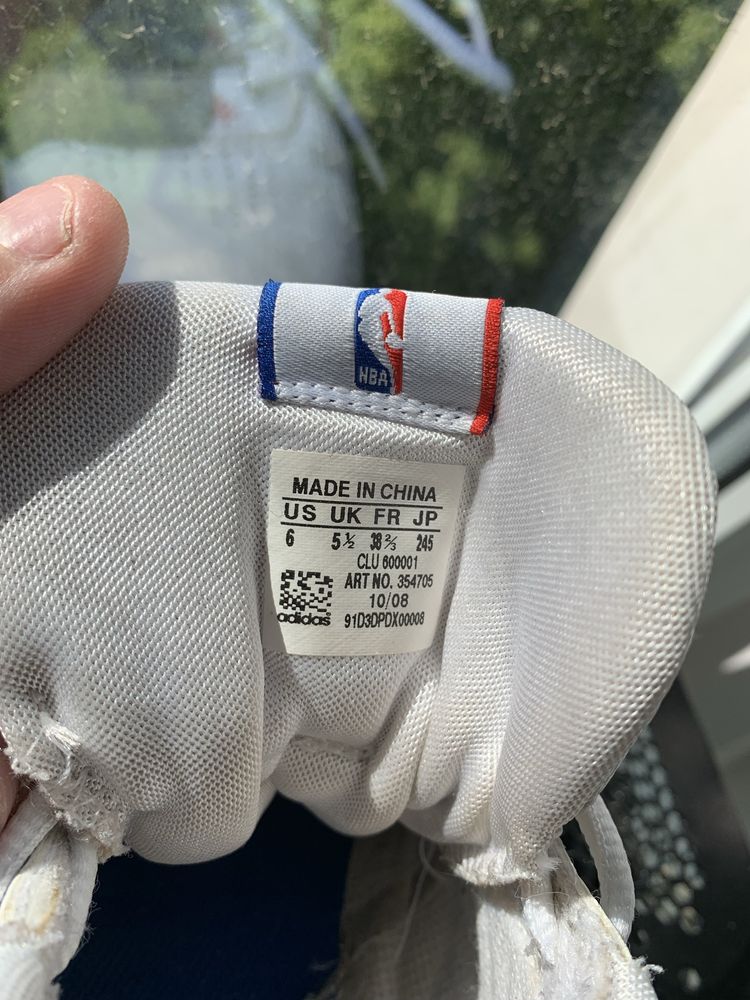 NBA
MADE IN CHINA
US UK FR JP
6 5½ 38⅔ 245
CLU 600001
ART NO. 354705
10/08
adidas 91D3DPDX00008